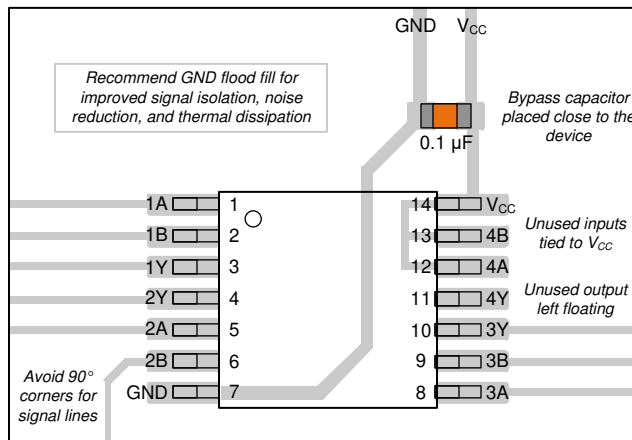 GND VCC
Recommend GND flood fill for
improved signal isolation, noise
reduction, and thermal dissipation
Bypass capacitor
placed close to the
device
0.1 µF
1A 1 14 VCC
1B 2 13 4B
1Y 3 12 4A
2Y 4 11 4Y
2A 5 10 3Y
2B 6 9 3B
GND 7 8 3A
Unused inputs
tied to VCC
Unused output
left floating
Avoid 90°
corners for
signal lines